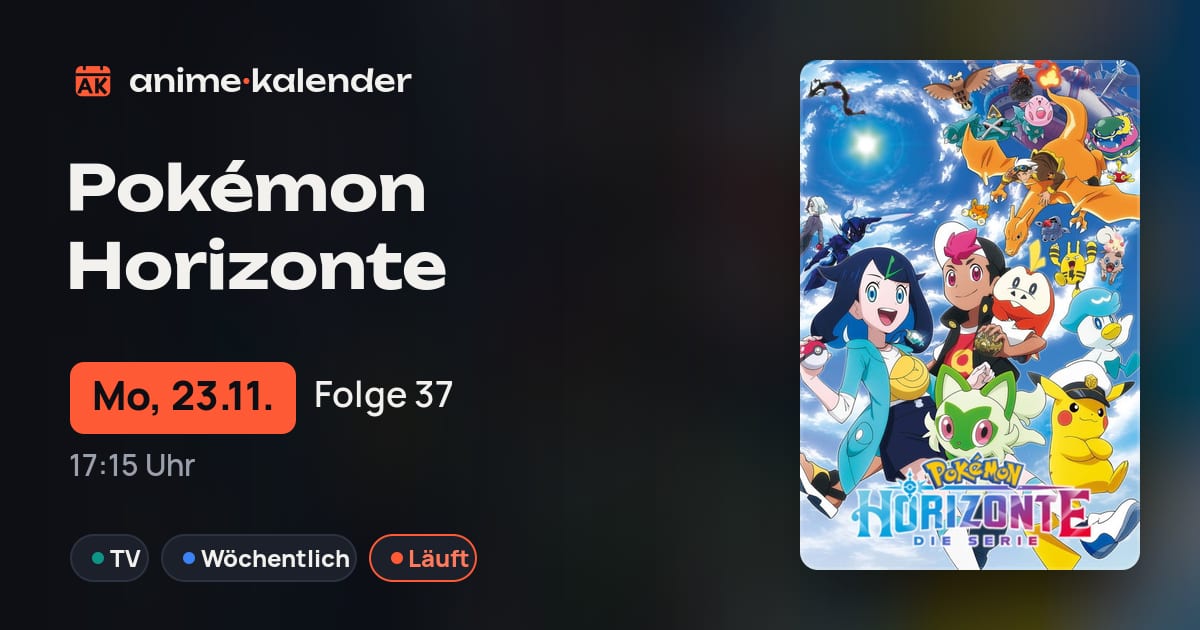 AK
anime·kalender
Pokémon
Horizonte
Mo, 23.11.
Folge 37
17:15 Uhr
TV
Wöchentlich
Läuft
POKÉMON
HORIZONTE
DIE SERIE